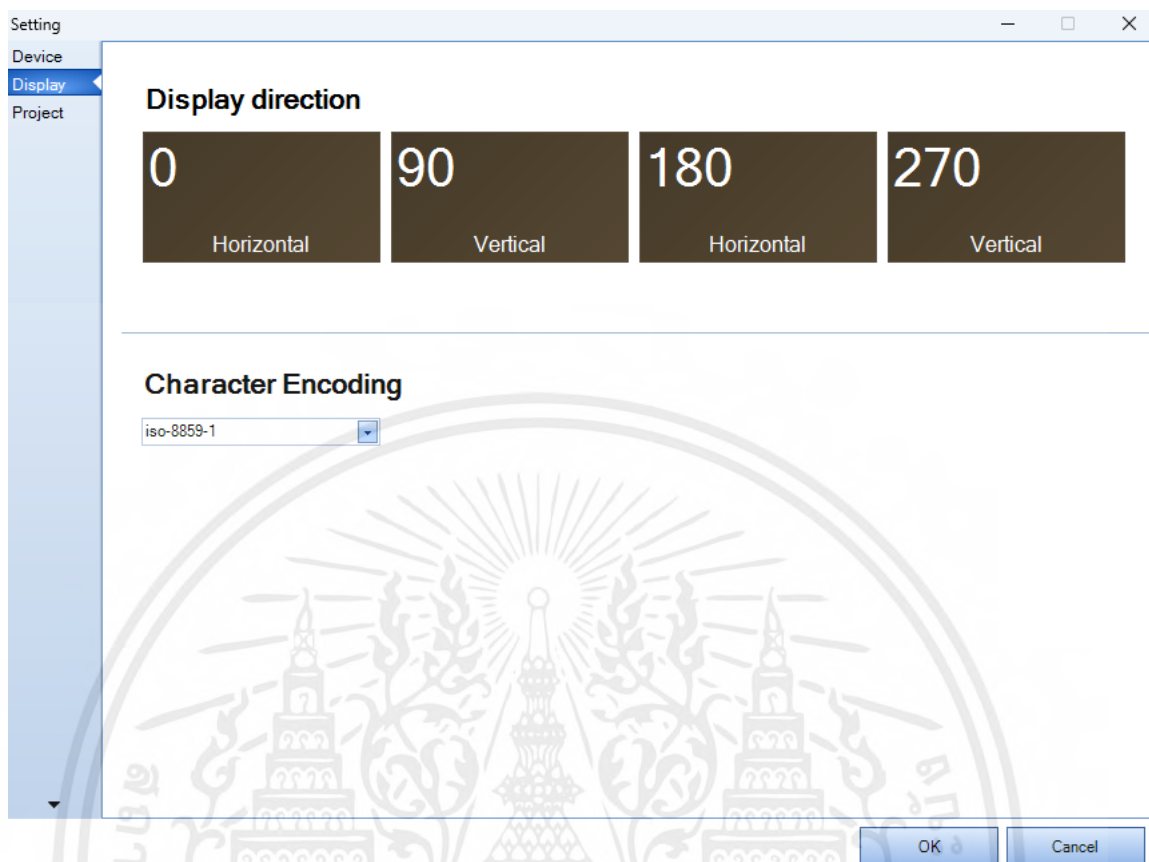 Setting
Device
Display
Project
Display direction
0
Horizontal
90
Vertical
180
Horizontal
270
Vertical
Character Encoding
iso-8859-1
OK
Cancel